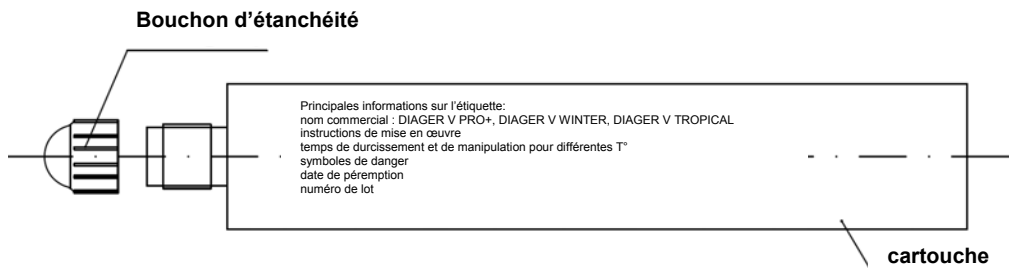 Bouchon d’étanchéité
Principales informations sur l’étiquette:
nom commercial : DIAGER V PRO+, DIAGER V WINTER, DIAGER V TROPICAL
instructions de mise en œuvre
temps de durcissement et de manipulation pour différentes T°
symboles de danger
date de péremption
numéro de lot
cartouche